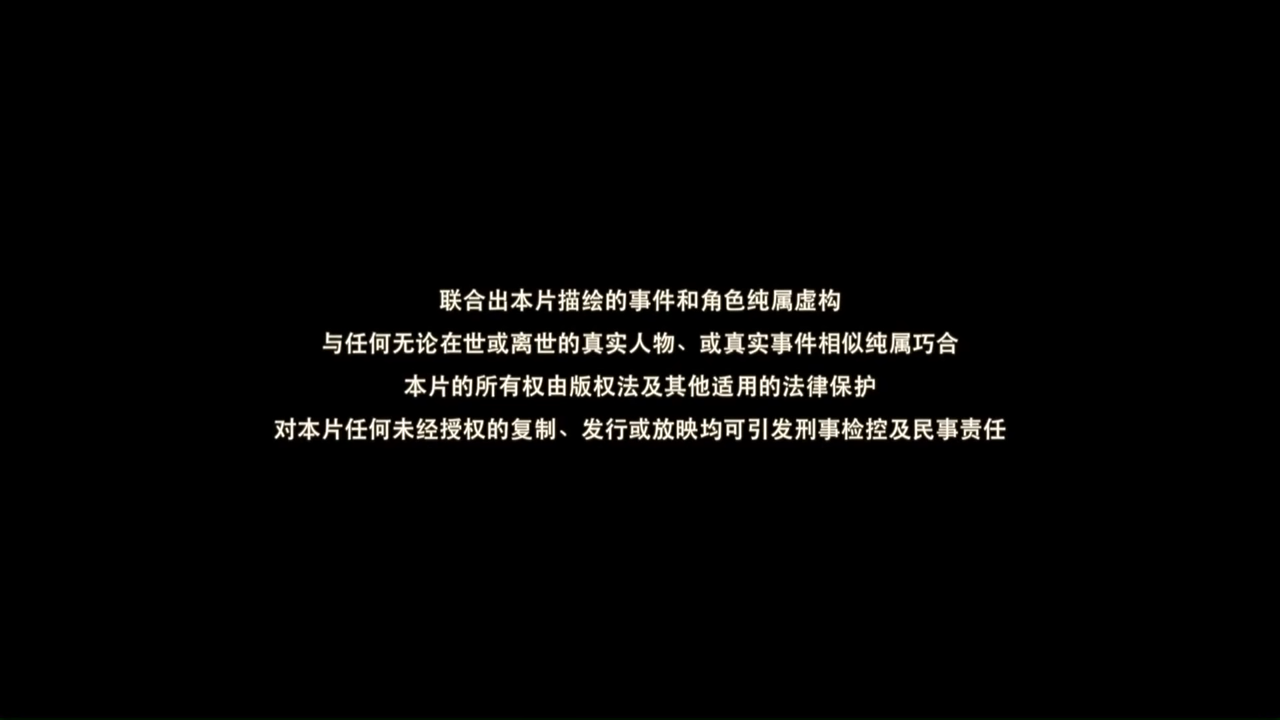 联合出本片描绘的事件和角色纯属虚构
与任何无论在世或离世的真实人物、或真实事件相似纯属巧合
本片的所有权由版权法及其他适用的法律保护
对本片任何未经授权的复制、发行或放映均可引发刑事检控及民事责任